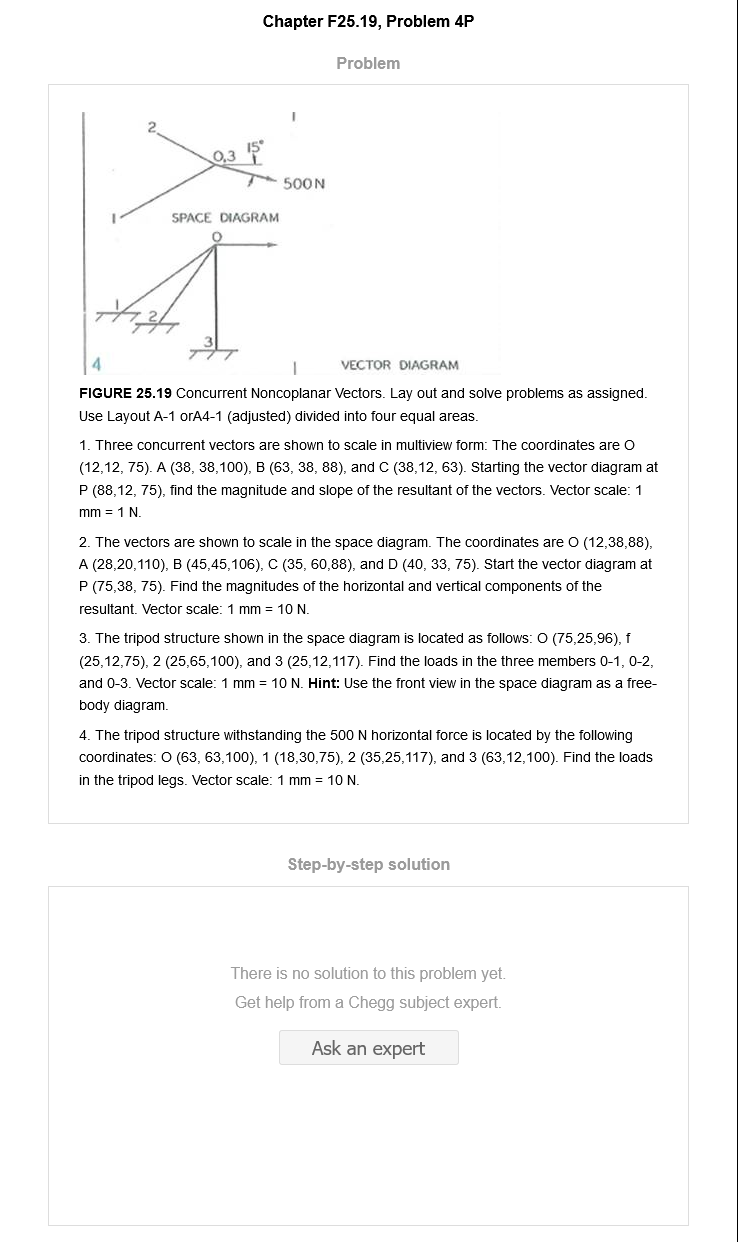 Chapter F25.19, Problem 4P
Problem
2
0,3
15°
500N
1
SPACE DIAGRAM
0
1
2
3
4
VECTOR DIAGRAM
FIGURE 25.19 Concurrent Noncoplanar Vectors. Lay out and solve problems as assigned.
Use Layout A-1 orA4-1 (adjusted) divided into four equal areas.
1. Three concurrent vectors are shown to scale in multiview form: The coordinates are O
(12,12, 75). A (38, 38,100), B (63, 38, 88), and C (38,12, 63). Starting the vector diagram at
P (88,12, 75), find the magnitude and slope of the resultant of the vectors. Vector scale: 1
mm = 1 N.
2. The vectors are shown to scale in the space diagram. The coordinates are O (12,38,88),
A (28,20,110), B (45,45,106), C (35, 60,88), and D (40, 33, 75). Start the vector diagram at
P (75,38, 75). Find the magnitudes of the horizontal and vertical components of the
resultant. Vector scale: 1 mm = 10 N.
3. The tripod structure shown in the space diagram is located as follows: O (75,25,96), f
(25,12,75), 2 (25,65,100), and 3 (25,12,117). Find the loads in the three members 0-1, 0-2,
and 0-3. Vector scale: 1 mm = 10 N. Hint: Use the front view in the space diagram as a free-
body diagram.
4. The tripod structure withstanding the 500 N horizontal force is located by the following
coordinates: O (63, 63,100), 1 (18,30,75), 2 (35,25,117), and 3 (63,12,100). Find the loads
in the tripod legs. Vector scale: 1 mm = 10 N.
Step-by-step solution
There is no solution to this problem yet.
Get help from a Chegg subject expert.
Ask an expert